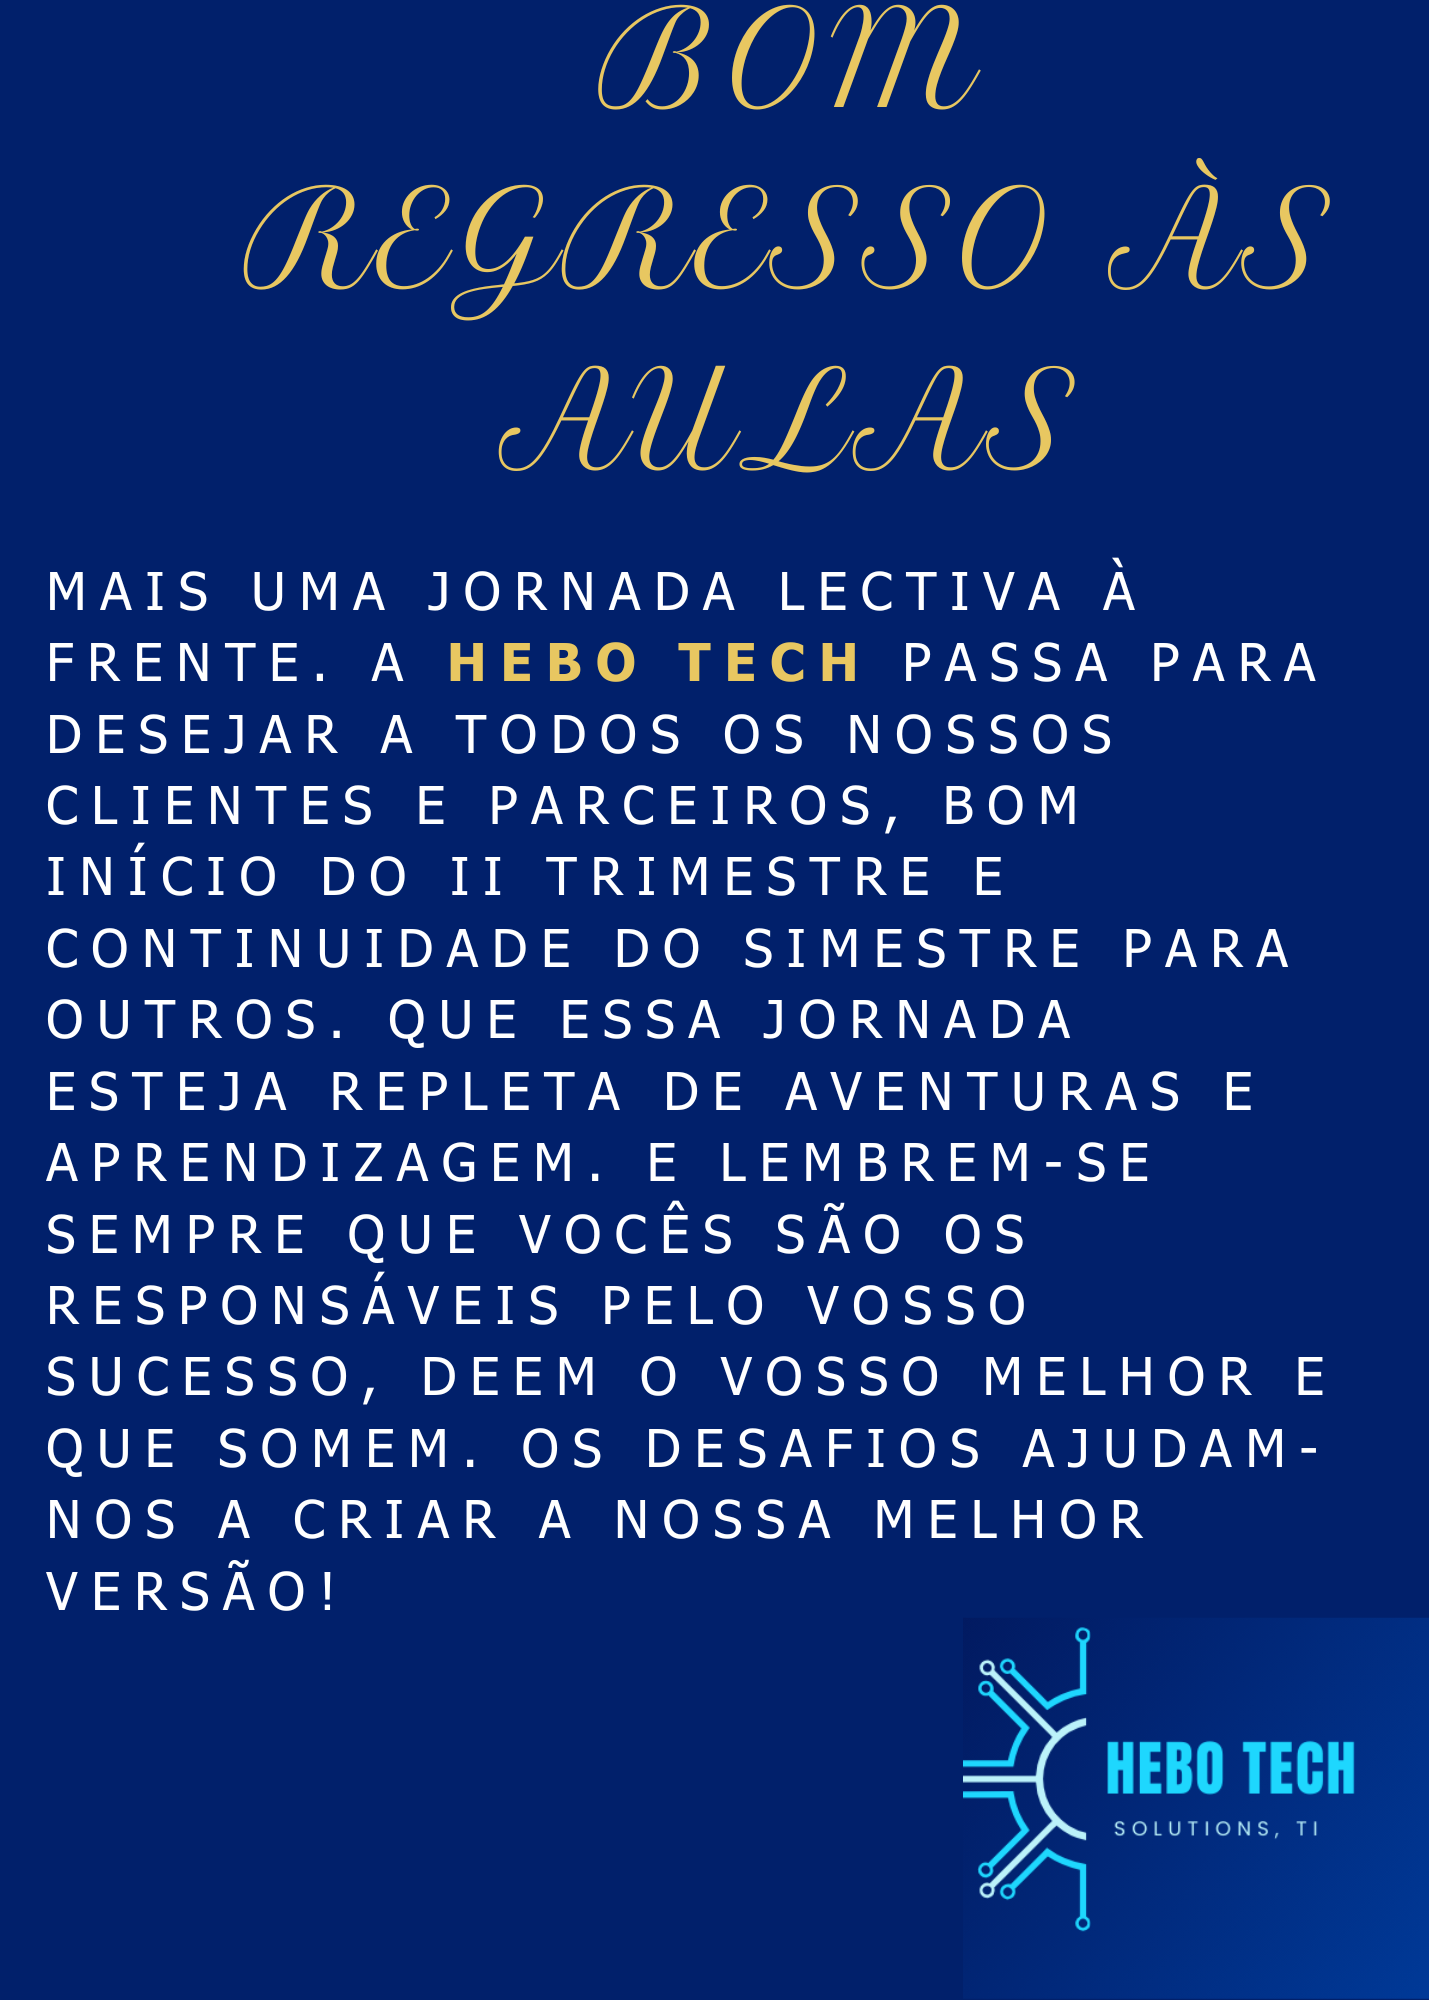 BOM
REGRESSO ÀS
AULAS
MAIS UMA JORNADA LECTIVA À
FRENTE. A HEBO TECH PASSA PARA
DESEJAR A TODOS OS NOSSOS
CLIENTES E PARCEIROS, BOM
INÍCIO DO II TRIMESTRE E
CONTINUIDADE DO SIMESTRE PARA
OUTROS. QUE ESSA JORNADA
ESTEJA REPLETA DE AVENTURAS E
APRENDIZAGEM. E LEMBREM-SE
SEMPRE QUE VOCÊS SÃO OS
RESPONSÁVEIS PELO VOSSO
SUCESSO, DEEM O VOSSO MELHOR E
QUE SOMEM. OS DESAFIOS AJUDAM-
NOS A CRIAR A NOSSA MELHOR
VERSÃO!
HEBO TECH
SOLUTIONS, TI